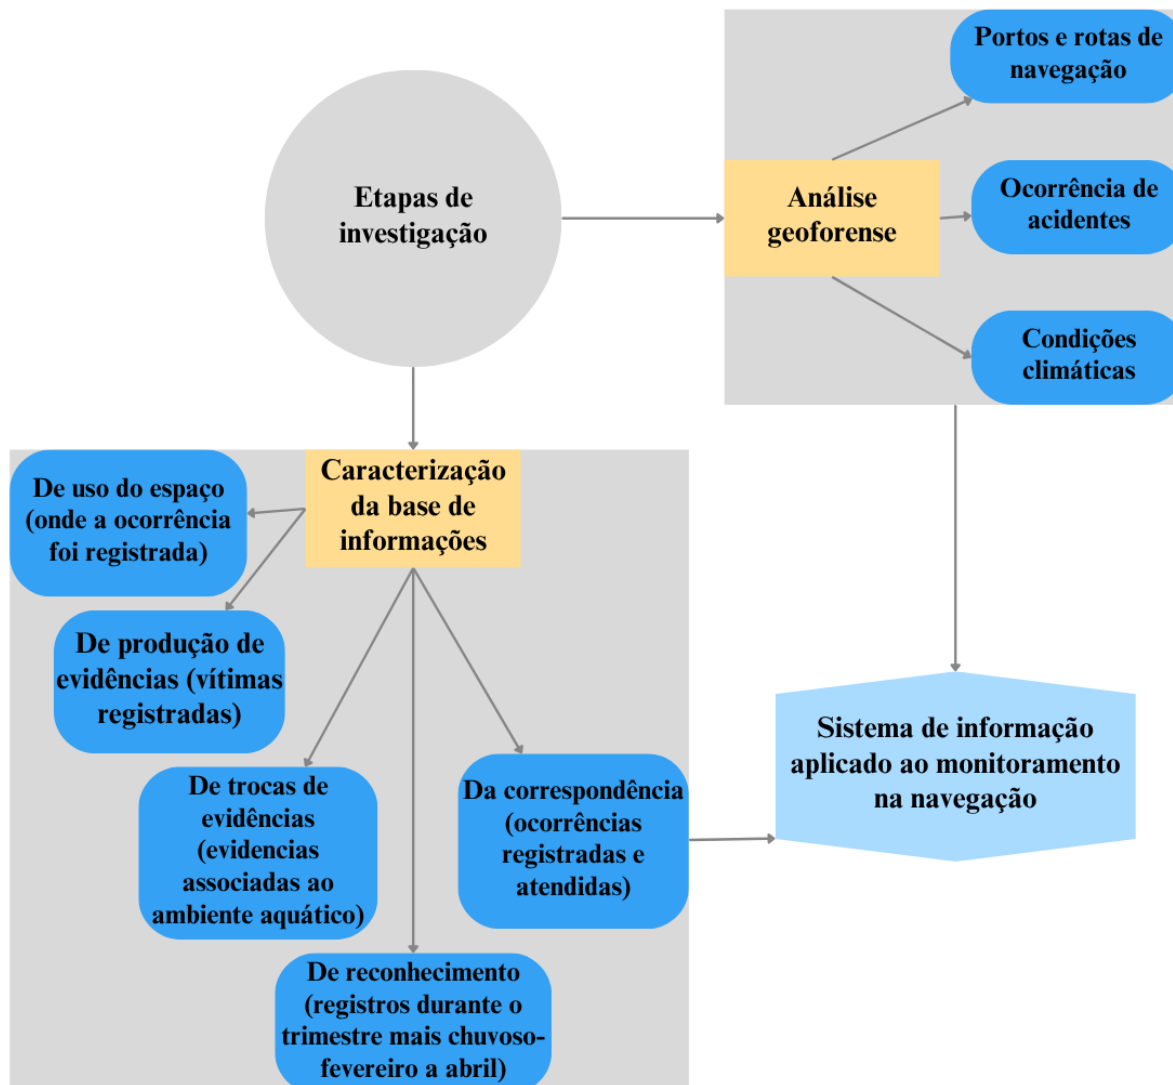 Portos e rotas de
navegação
Etapas de
investigação
Análise
geoforense
Ocorrência de
acidentes
Condições
climáticas
Caracterização
da base de
informações
De uso do espaço
(onde a ocorrência
foi registrada)
De produção de
evidências (vítimas
registradas)
De trocas de
evidências
(evidencias
associadas ao
ambiente aquático)
Da correspondência
(ocorrências
registradas e
atendidas)
De reconhecimento
(registros durante o
trimestre mais chuvoso-
fevereiro a abril)
Sistema de informação
aplicado ao monitoramento
na navegação